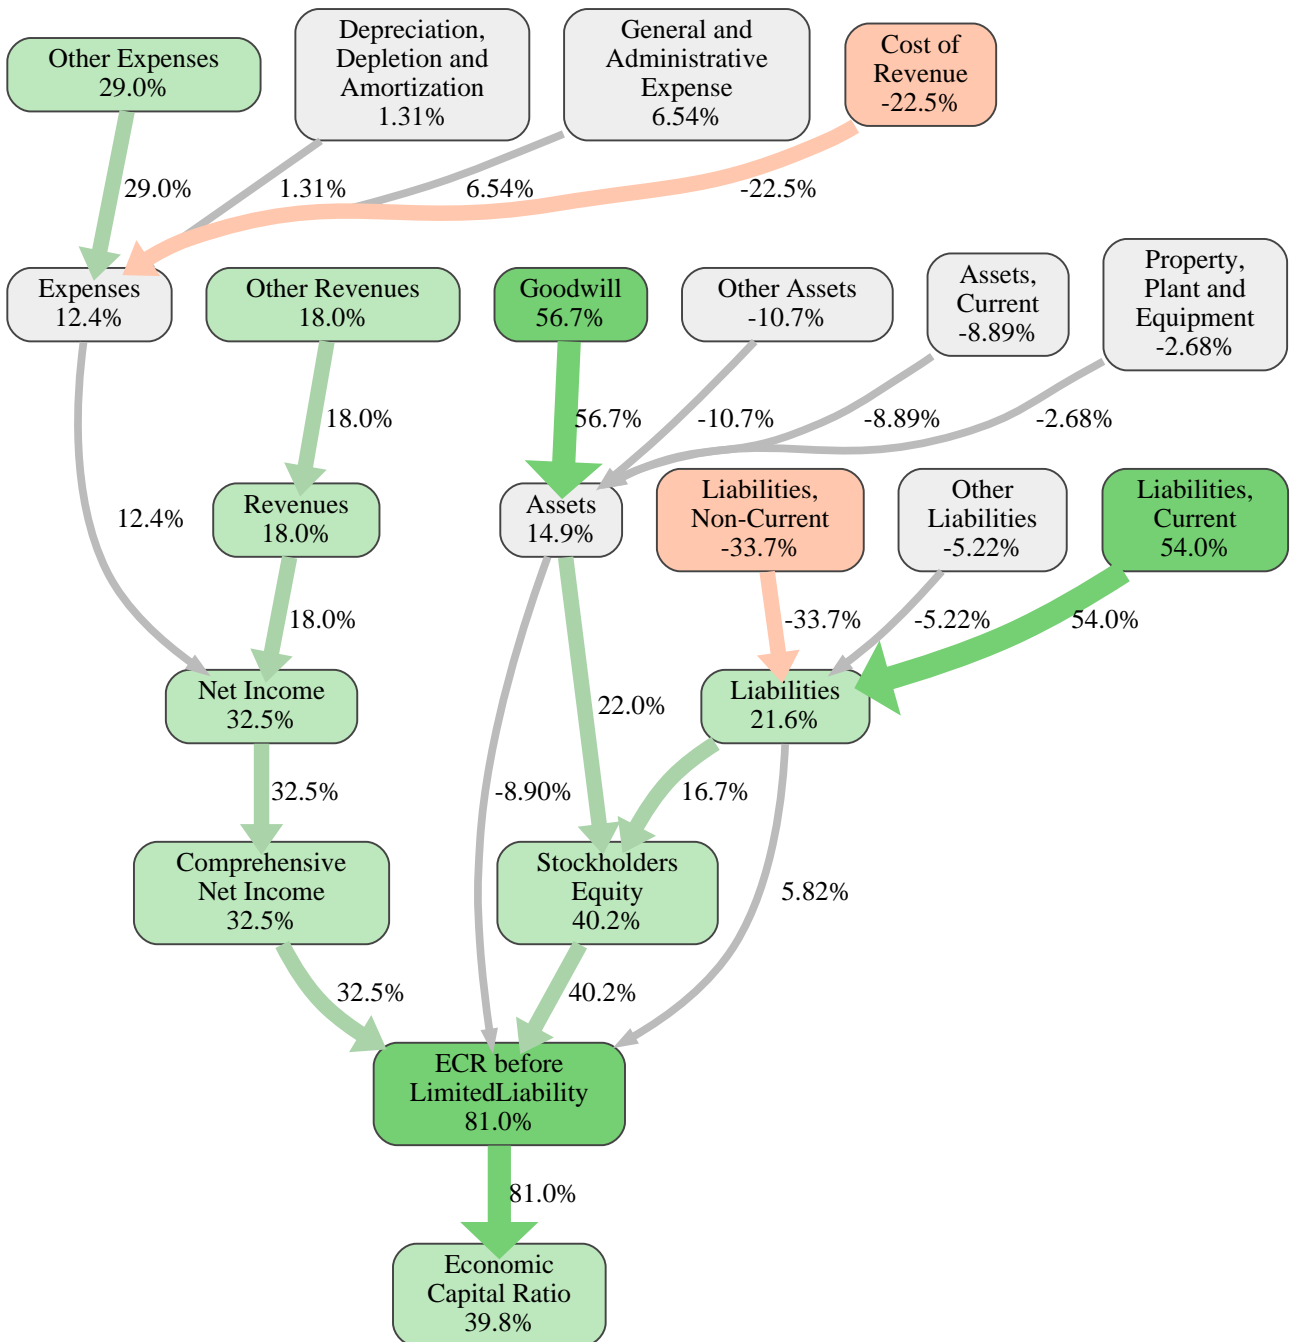 Other Expenses
29.0%
Depreciation,
Depletion and
Amortization
1.31%
General and
Administrative
Expense
6.54%
Cost of
Revenue
-22.5%
29.0%
1.31%
6.54%
-22.5%
Expenses
12.4%
Other Revenues
18.0%
Goodwill
56.7%
Other Assets
-10.7%
Assets,
Current
-8.89%
Property,
Plant and
Equipment
-2.68%
18.0%
56.7%
-10.7%
-8.89%
-2.68%
12.4%
Revenues
18.0%
Assets
14.9%
Liabilities,
Non-Current
-33.7%
Other
Liabilities
-5.22%
Liabilities,
Current
54.0%
18.0%
-33.7%
-5.22%
54.0%
Net Income
32.5%
22.0%
Liabilities
21.6%
32.5%
-8.90%
16.7%
Comprehensive
Net Income
32.5%
Stockholders
Equity
40.2%
5.82%
32.5%
40.2%
ECR before
LimitedLiability
81.0%
81.0%
Economic
Capital Ratio
39.8%